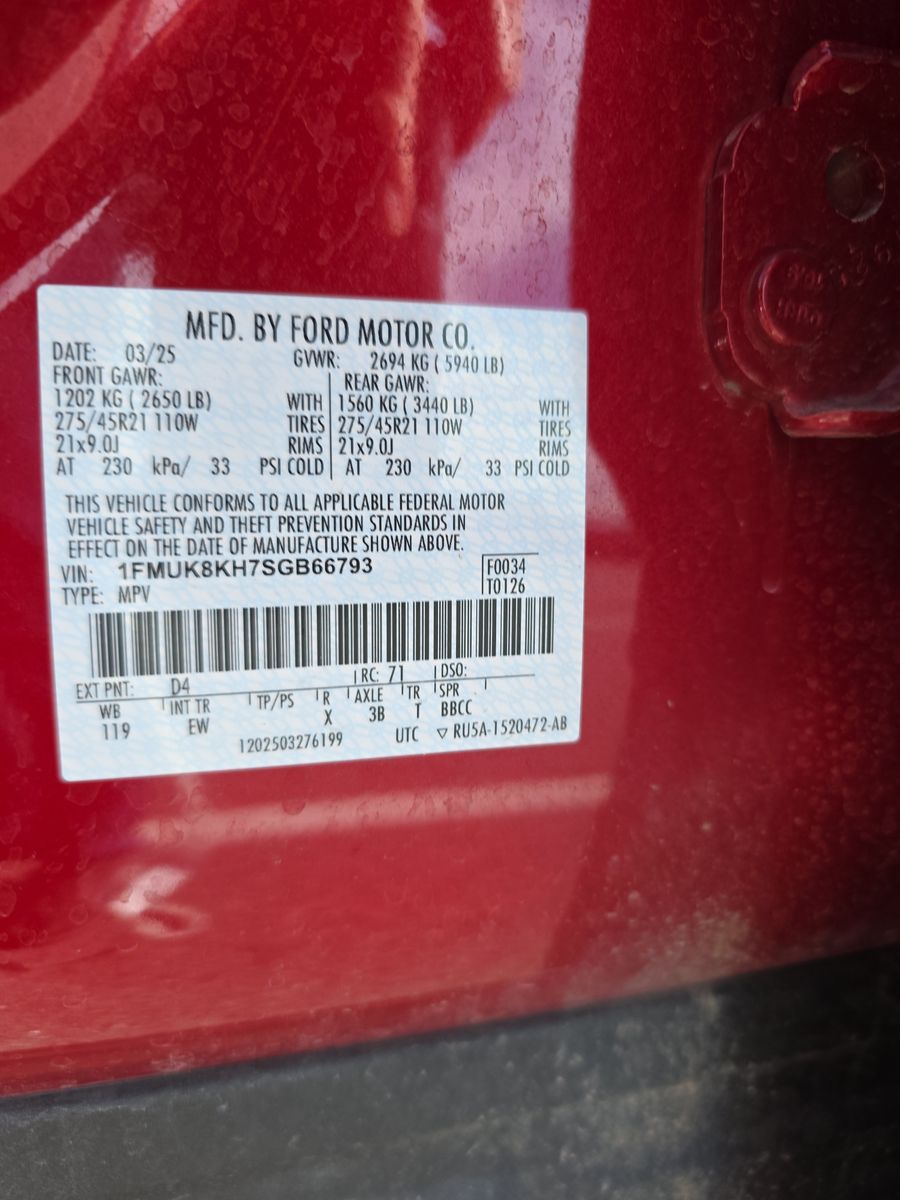 MFD. BY FORD MOTOR CO.
DATE: 03/25 GVWR: 2694 KG ( 5940 LB)
FRONT GAWR: REAR GAWR:
1202 KG ( 2650 LB) WITH 1560 KG ( 3440 LB) WITH
275/45R21 110W TIRES 275/45R21 110W TIRES
21x9.0J RIMS 21x9.0J RIMS
AT 230 kPa/ 33 PSI COLD AT 230 kPa/ 33 PSI COLD
THIS VEHICLE CONFORMS TO ALL APPLICABLE FEDERAL MOTOR
VEHICLE SAFETY AND THEFT PREVENTION STANDARDS IN
EFFECT ON THE DATE OF MANUFACTURE SHOWN ABOVE.
VIN: 1FMUK8KH7SGB66793 F0034
TYPE: MPV T0126
EXT PNT: D4 RC: 71 DSO:
WB INT TR TP/PS R AXLE TR SPR
119 EW X 3B T BBCC
1202503276199 UTC ▽ RU5A-1520472-AB